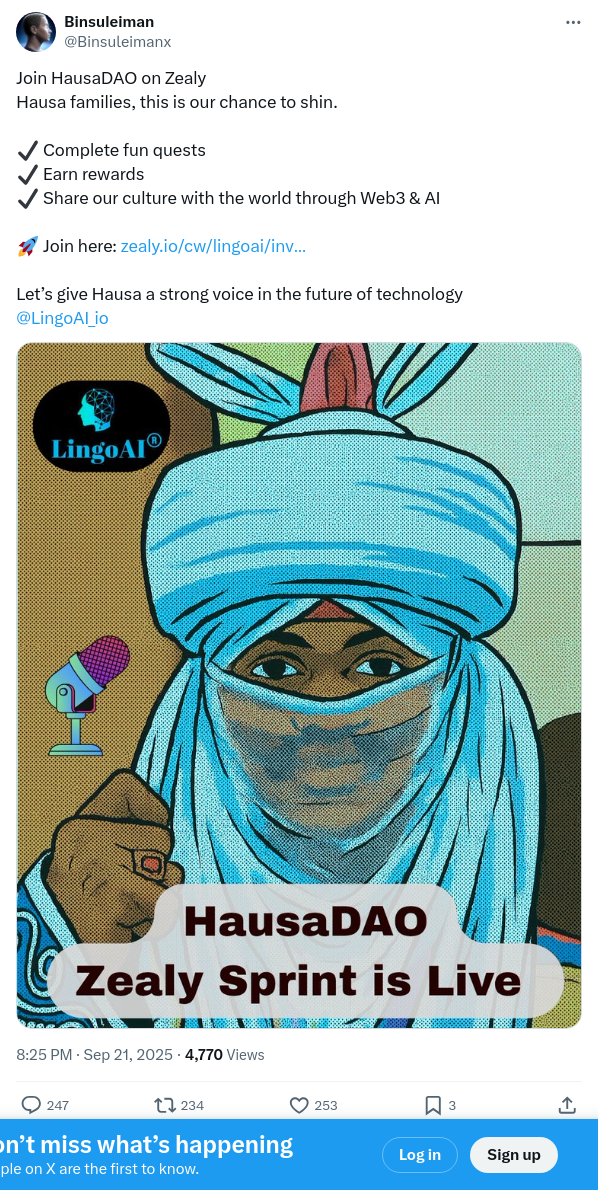 Binsuleiman
@Binsuleimanx
Join HausaDAO on Zealy
Hausa families, this is our chance to shin.
✔ Complete fun quests
✔ Earn rewards
✔ Share our culture with the world through Web3 & AI
🚀 Join here: zealy.io/cw/lingoai/inv...
Let's give Hausa a strong voice in the future of technology
@LingoAI_io
LingoAI®
HausaDAO
Zealy Sprint is Live
8:25 PM · Sep 21, 2025 · 4,770 Views
247 234 253 3
on't miss what's happening
ple on X are the first to know.
Log in
Sign up